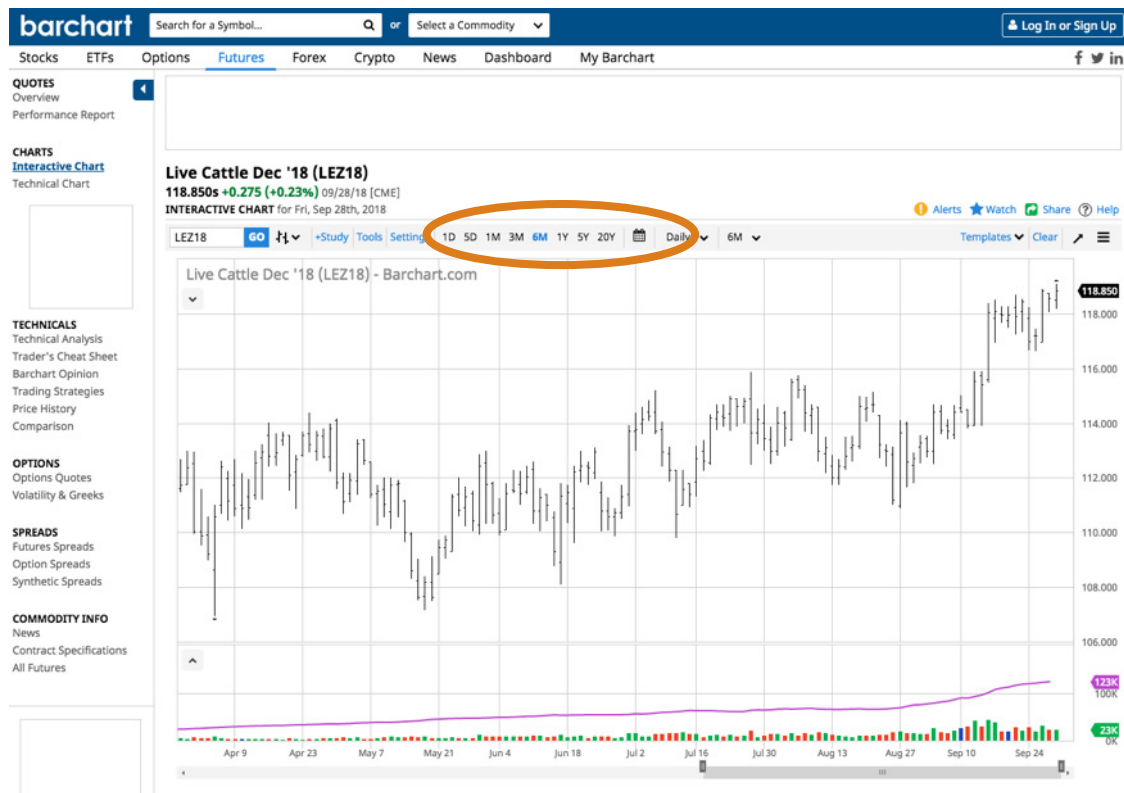 barchart
Search for a Symbol... or Select a Commodity
Log In or Sign Up
Stocks ETFs Options Futures Forex Crypto News Dashboard My Barchart
QUOTES
Overview
Performance Report
CHARTS
Interactive Chart
Technical Chart
TECHNICALS
Technical Analysis
Trader's Cheat Sheet
Barchart Opinion
Trading Strategies
Price History
Comparison
OPTIONS
Options Quotes
Volatility & Greeks
SPREADS
Futures Spreads
Option Spreads
Synthetic Spreads
COMMODITY INFO
News
Contract Specifications
All Futures
Live Cattle Dec '18 (LEZ18)
118.850s +0.275 (+0.23%) 09/28/18 [CME]
INTERACTIVE CHART for Fri, Sep 28th, 2018
Alerts Watch Share Help
LEZ18 GO +Study Tools Setting 1D 5D 1M 3M 6M 1Y 5Y 20Y Daily 6M Templates Clear
Live Cattle Dec '18 (LEZ18) - Barchart.com
118.850
118.000
116.000
114.000
112.000
110.000
108.000
106.000
123K
100K
23K
0K
Apr 9 Apr 23 May 7 May 21 Jun 4 Jun 18 Jul 2 Jul 16 Jul 30 Aug 13 Aug 27 Sep 10 Sep 24